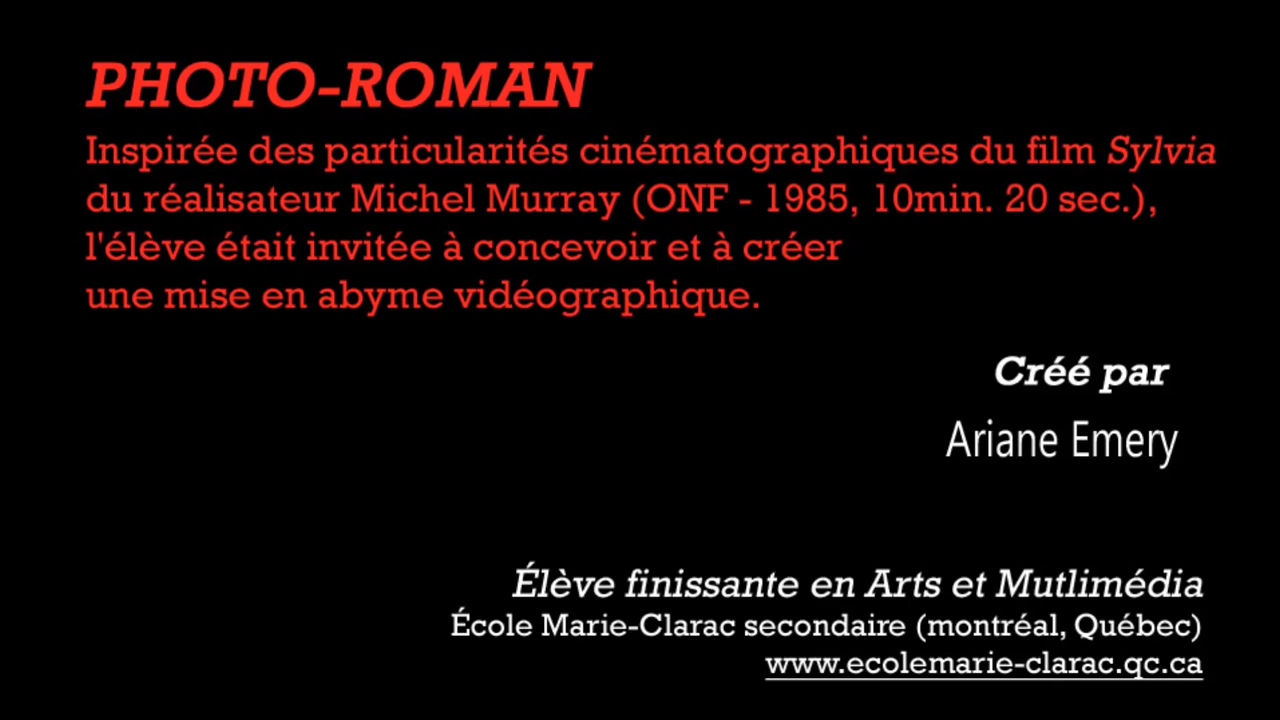 PHOTO-ROMAN
Inspirée des particularités cinématographiques du film Sylvia
du réalisateur Michel Murray (ONF - 1985, 10min. 20 sec.),
l'élève était invitée à concevoir et à créer
une mise en abyme vidéographique.
Créé par
Ariane Emery
Élève finissante en Arts et Mutlimédia
École Marie-Clarac secondaire (montréal, Québec)
www.ecolemarie-clarac.qc.ca